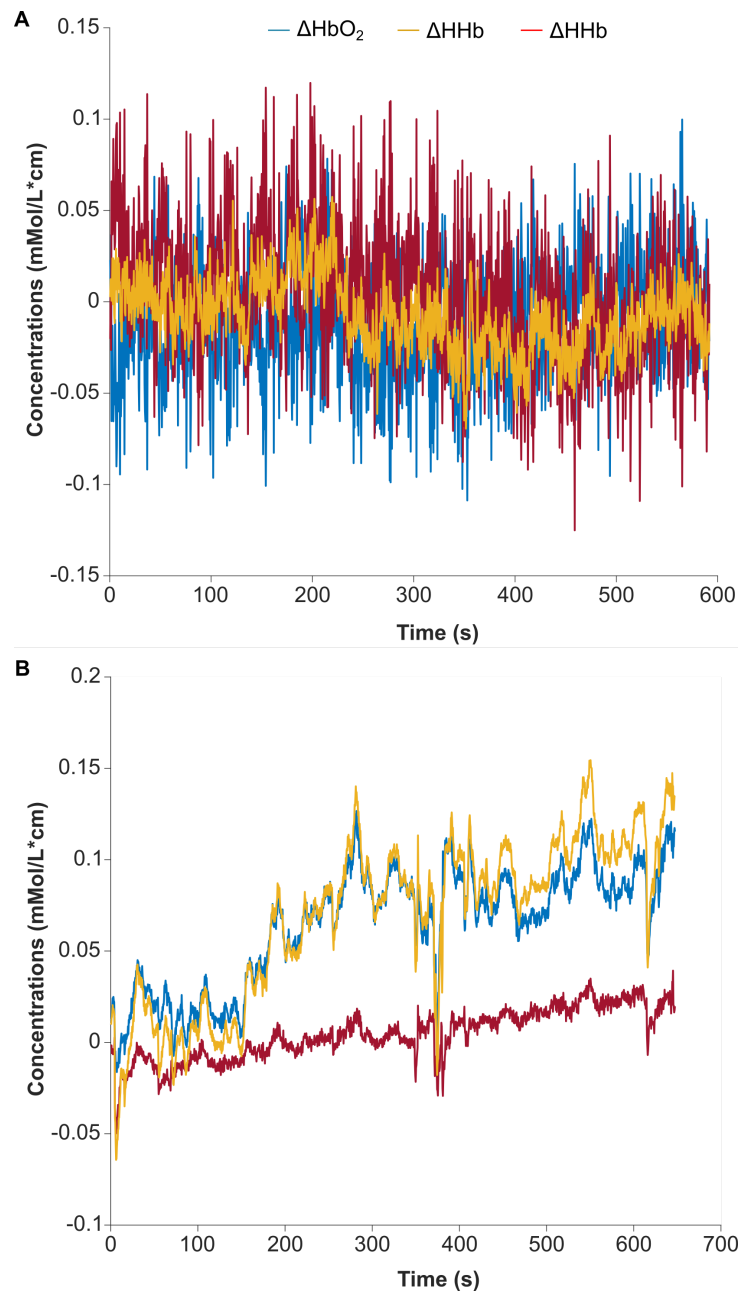 A
ΔHbO₂ ΔHHb ΔHHb
0.15
0.1
0.05
0
-0.05
-0.1
-0.15
Concentrations (mMol/L*cm)
0 100 200 300 400 500 600
Time (s)
B
0.2
0.15
0.1
0.05
0
-0.05
-0.1
Concentrations (mMol/L*cm)
0 100 200 300 400 500 600 700
Time (s)